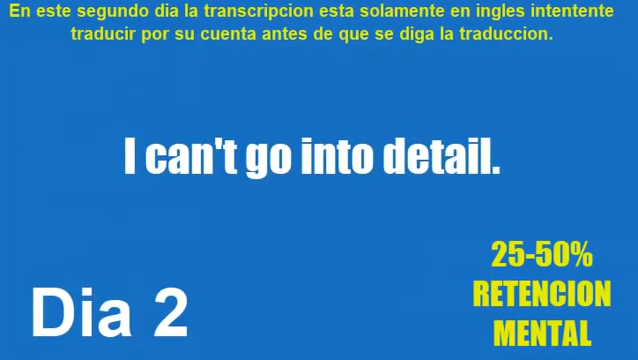 En este segundo dia la transcripcion esta solamente en ingles intentente
traducir por su cuenta antes de que se diga la traduccion.
I can't go into detail.
25-50%
RETENCION
MENTAL
Dia 2